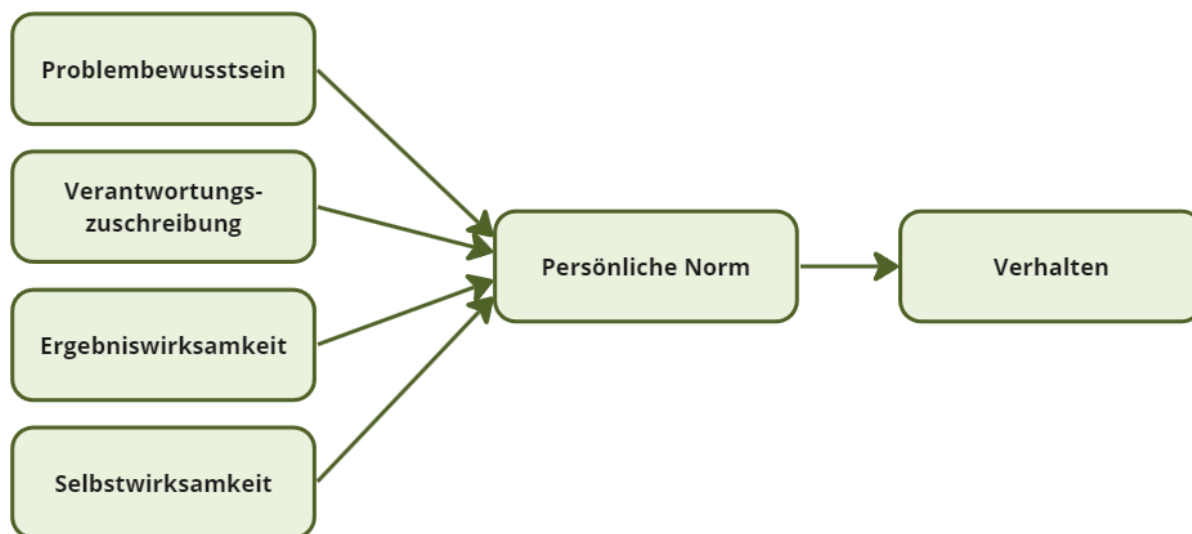 Problembewusstsein
Verantwortungs-
zuschreibung
Ergebniswirksamkeit
Selbstwirksamkeit
Persönliche Norm
Verhalten